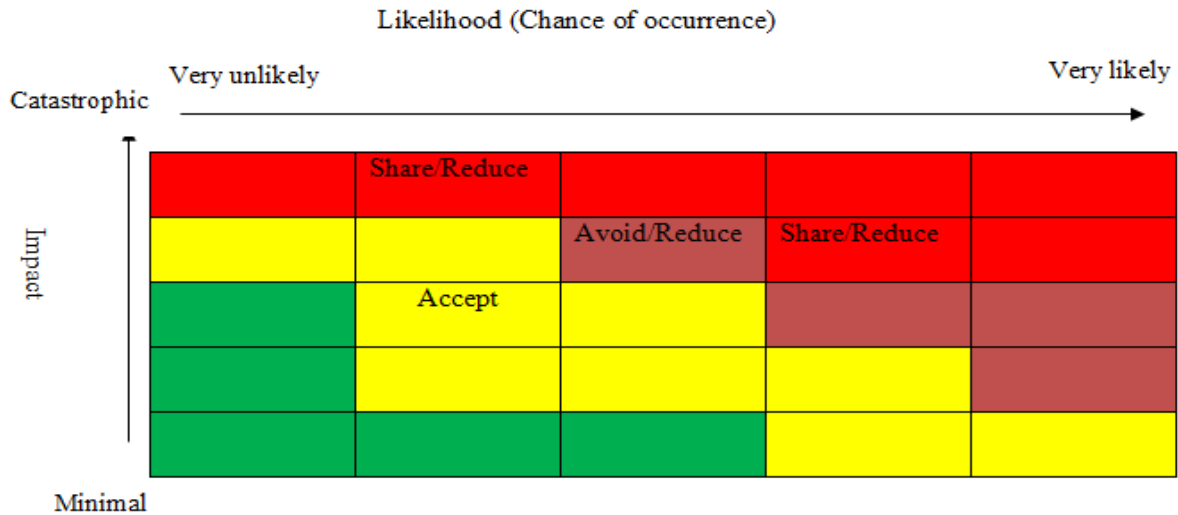 Likelihood (Chance of occurrence)
Very unlikely
Very likely
Catastrophic
Share/Reduce
Impact
Avoid/Reduce
Share/Reduce
Accept
Minimal